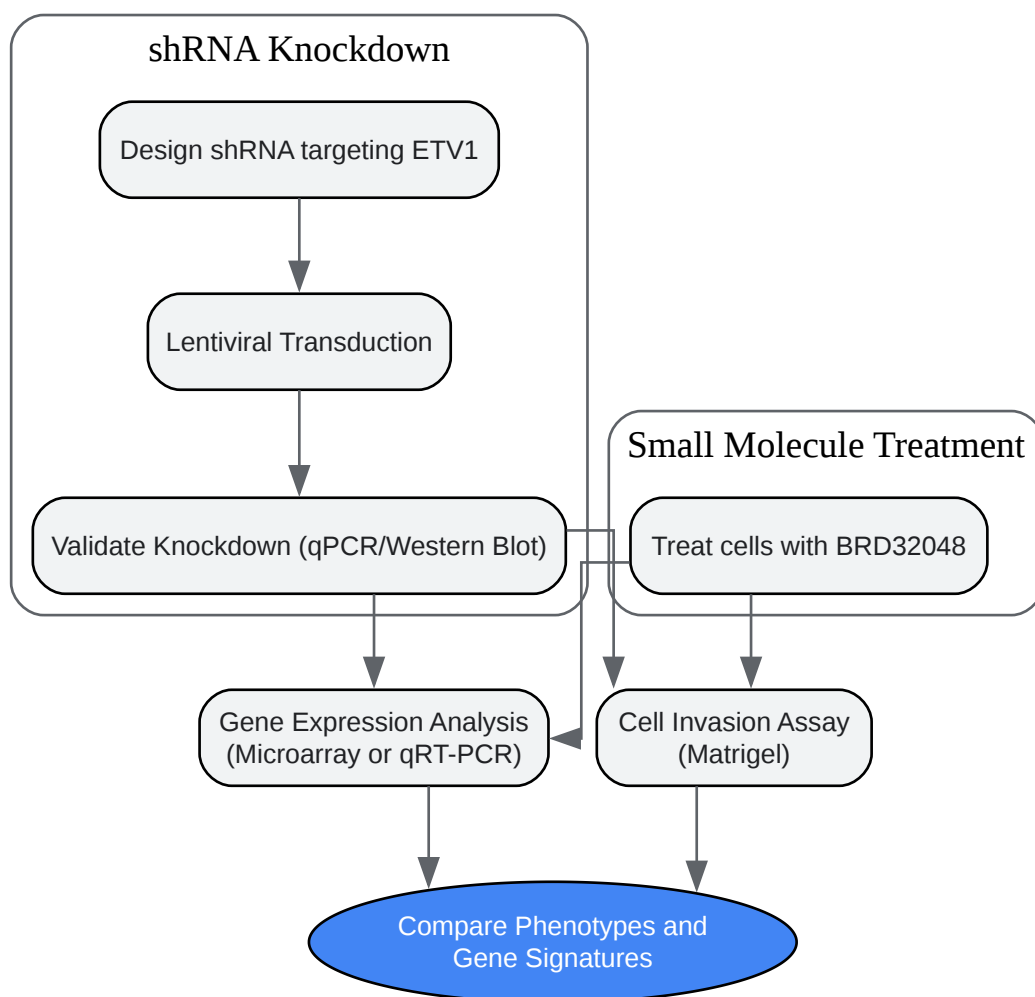 shRNA Knockdown
Design shRNA targeting ETV1
Lentiviral Transduction
Validate Knockdown (qPCR/Western Blot)
Small Molecule Treatment
Treat cells with BRD32048
Gene Expression Analysis
(Microarray or qRT-PCR)
Cell Invasion Assay
(Matrigel)
Compare Phenotypes and
Gene Signatures